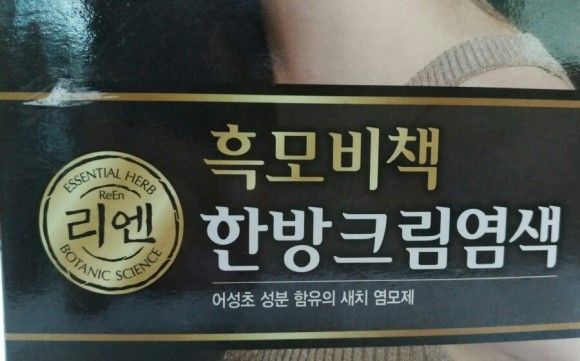 ESSENTIAL HERB
ReEn
리엔
BOTANIC SCIENCE
흑모비책
한방크림염색
어성초 성분 함유의 새치 염모제